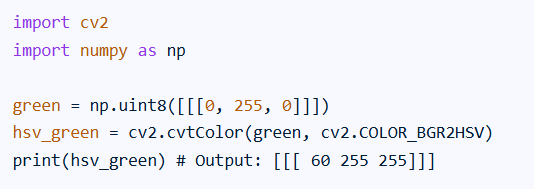 import cv2
import numpy as np
green = np.uint8([[[0, 255, 0]]])
hsv_green = cv2.cvtColor(green, cv2.COLOR_BGR2HSV)
print(hsv_green) # Output: [[[ 60 255 255]]]